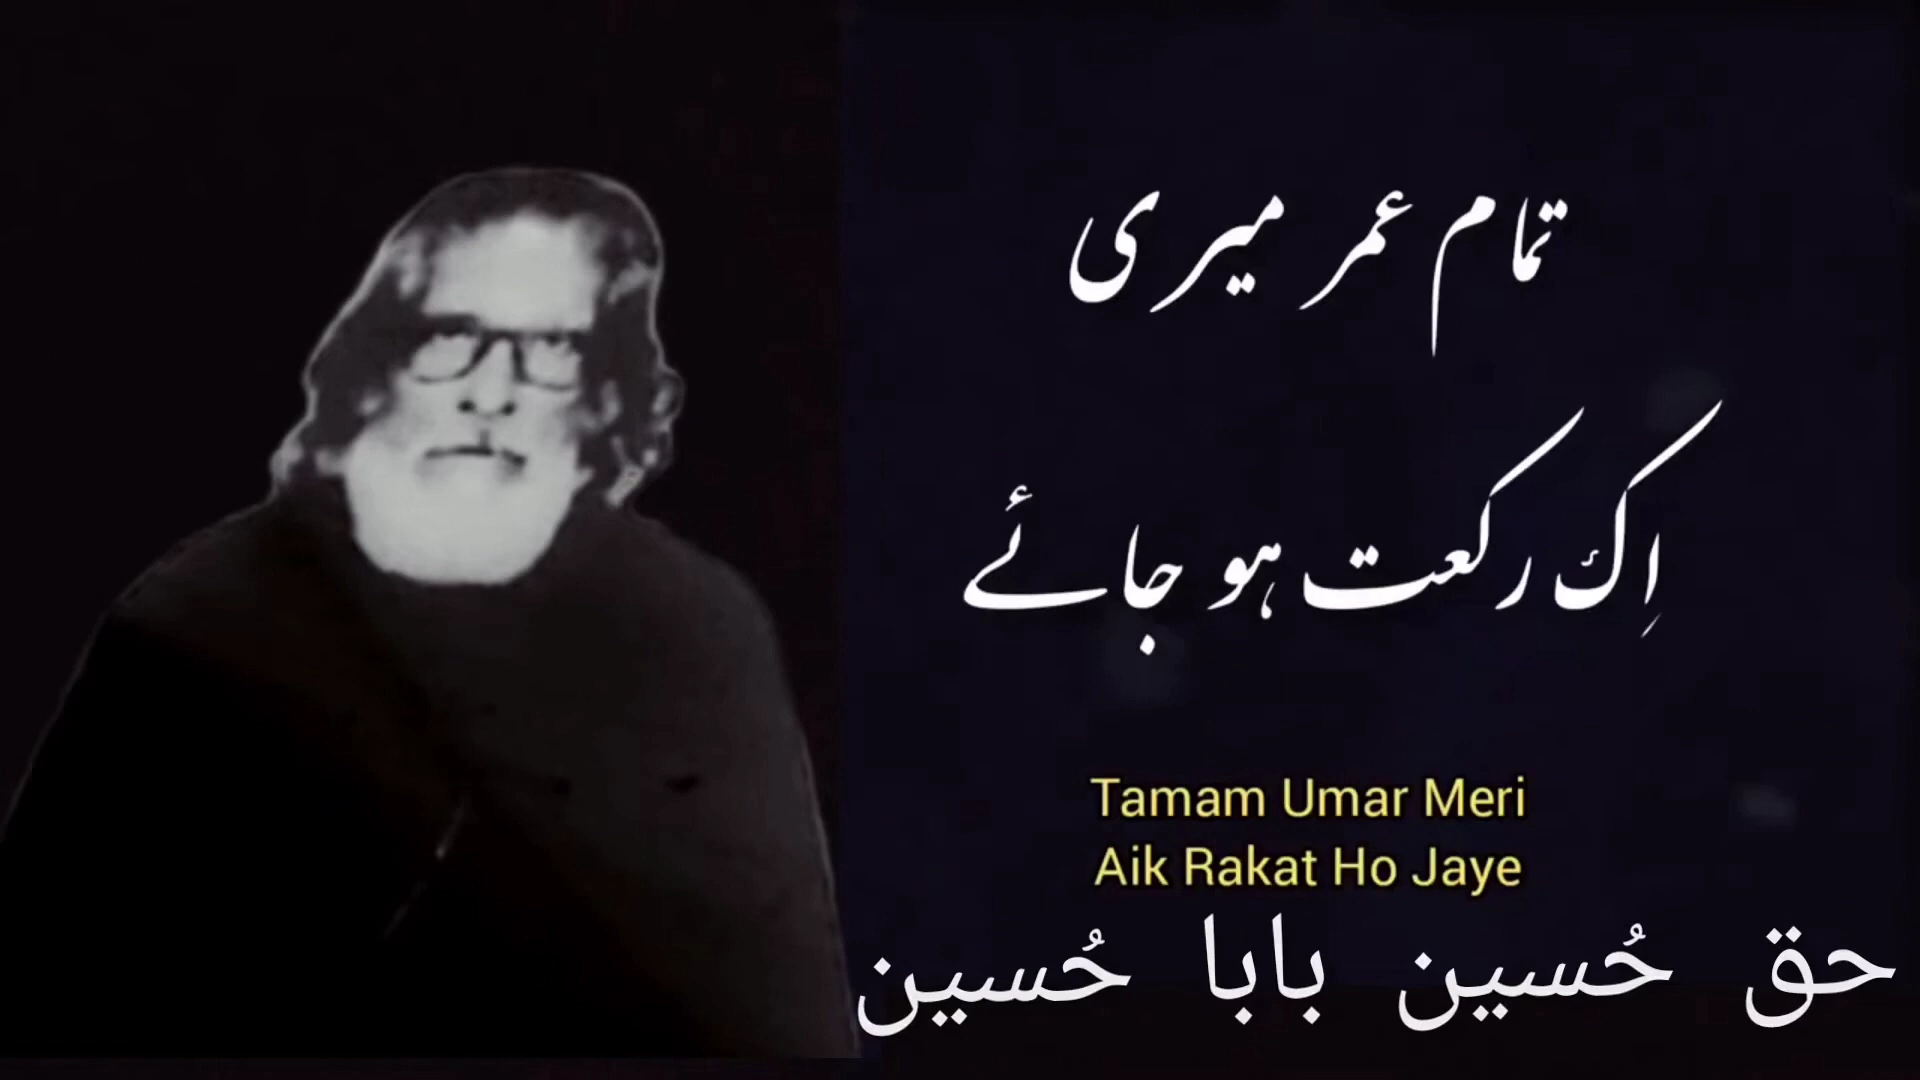 تمام عمر میری
اِک رکعت ہو جائے
Tamam Umar Meri
Aik Rakat Ho Jaye
حق حُسین بابا حُسین